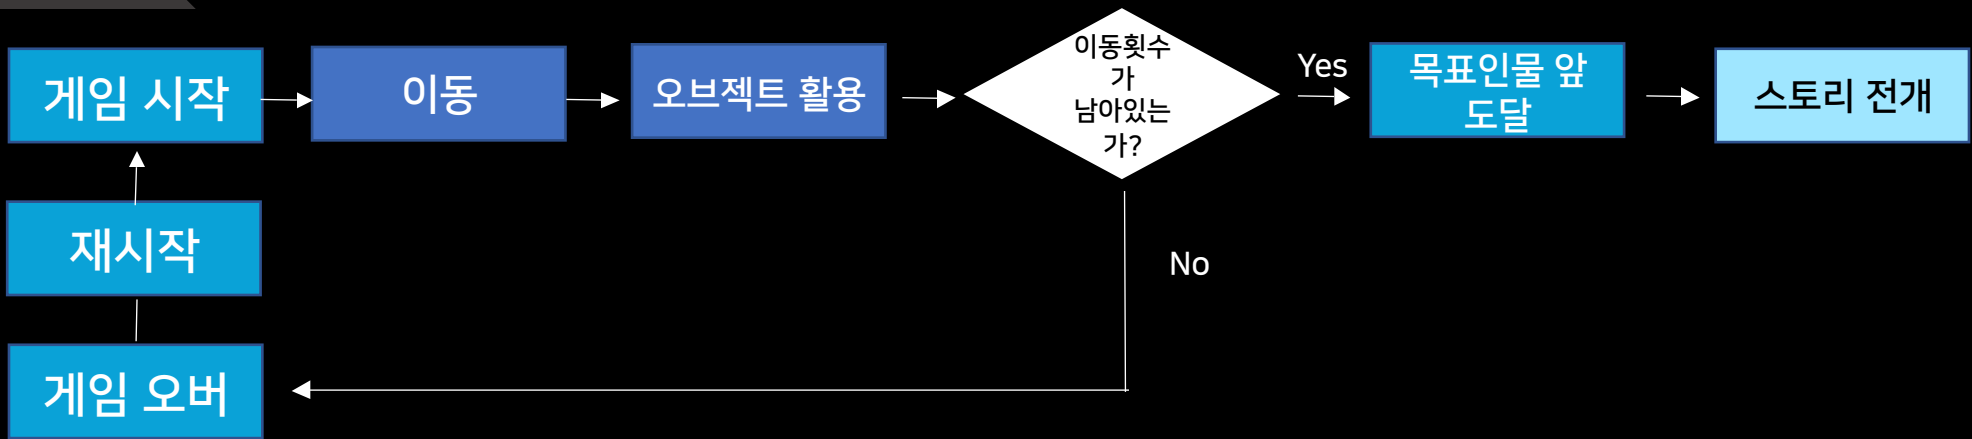 게임 시작
이동
오브젝트 활용
이동횟수
가
남아있는
가?
Yes
목표인물 앞
도달
스토리 전개
재시작
No
게임 오버